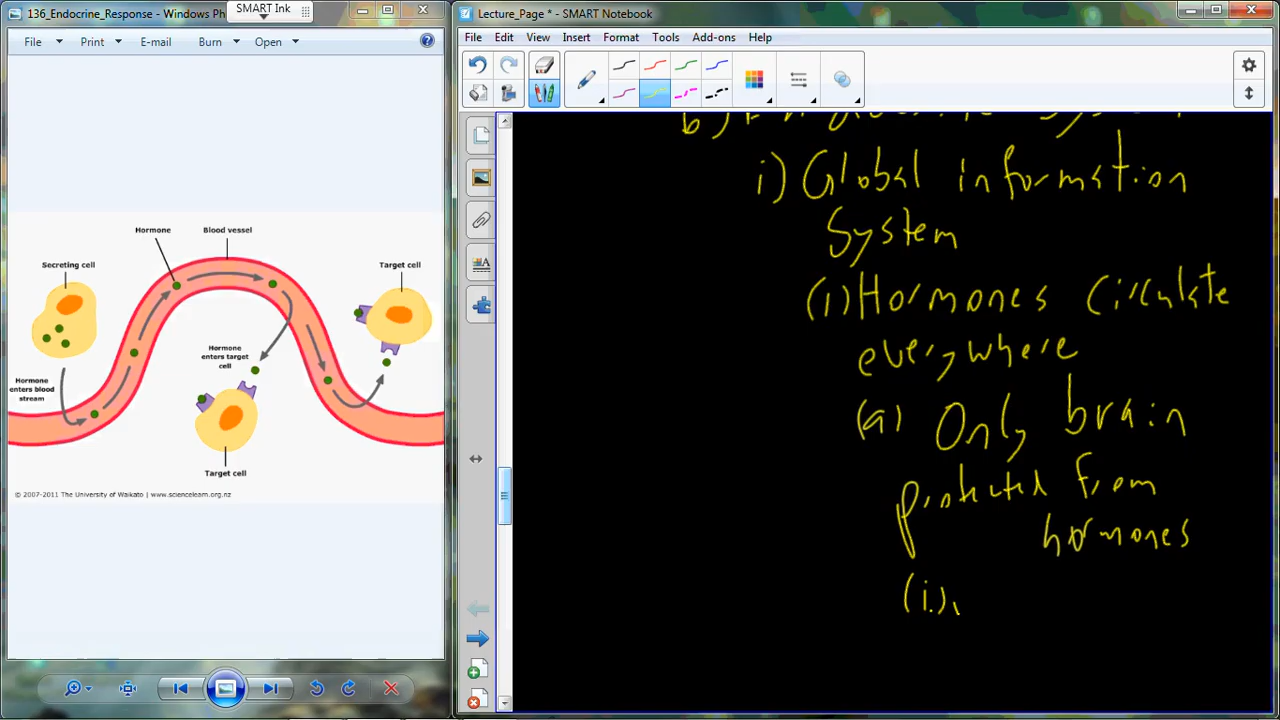 136_Endocrine_Response - Windows Ph
SMART Ink
File Print E-mail Burn Open
Hormone
Blood vessel
Secreting cell
Target cell
Hormone
enters target
cell
Hormone
enters blood
stream
Target cell
© 2007-2011 The University of Waikato | www.sciencelearn.org.nz
Lecture_Page * - SMART Notebook
File Edit View Insert Format Tools Add-ons Help
i) Global information
System
(1) Hormones Circulate
everywhere
(a) Only brain
protected from
hormones
(i.)